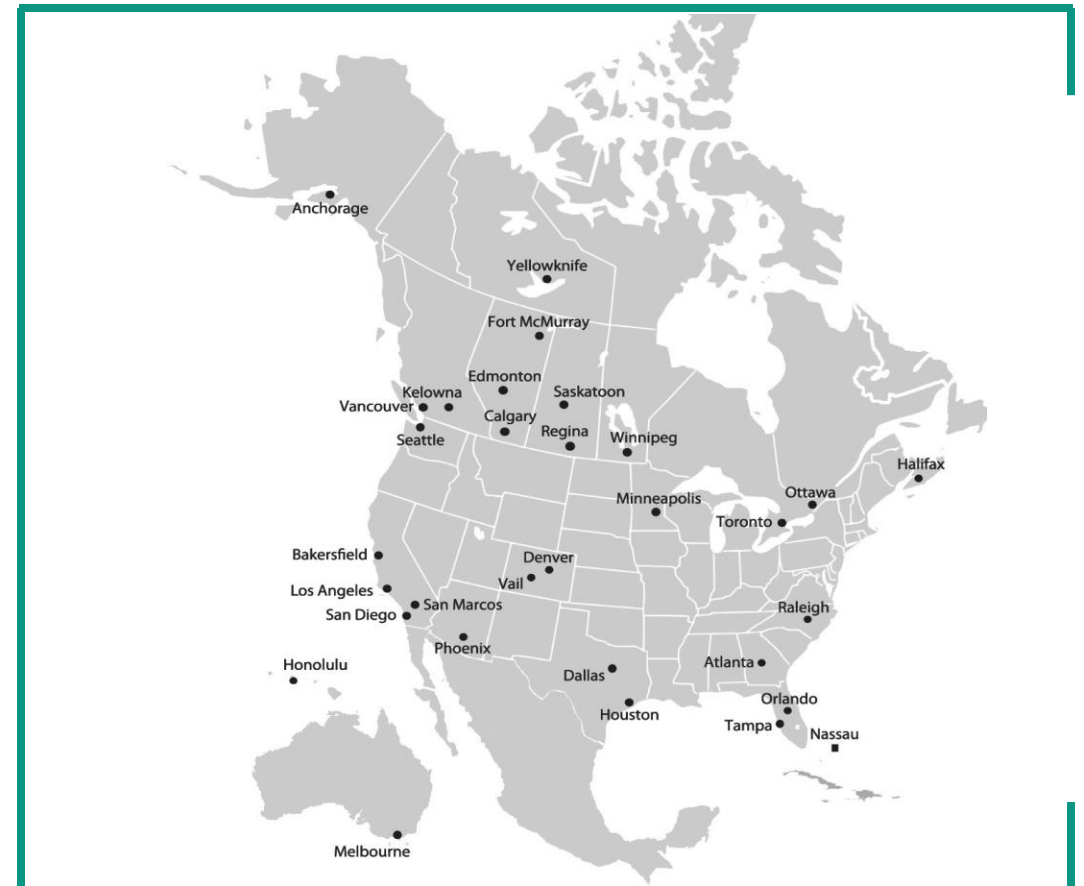 Anchorage
Yellowknife
Fort McMurray
Edmonton
Kelowna
Saskatoon
Vancouver
Calgary
Seattle
Regina
Winnipeg
Halifax
Minneapolis
Ottawa
Toronto
Bakersfield
Denver
Vail
Los Angeles
San Marcos
San Diego
Raleigh
Phoenix
Honolulu
Atlanta
Dallas
Orlando
Houston
Tampa
Nassau
Melbourne